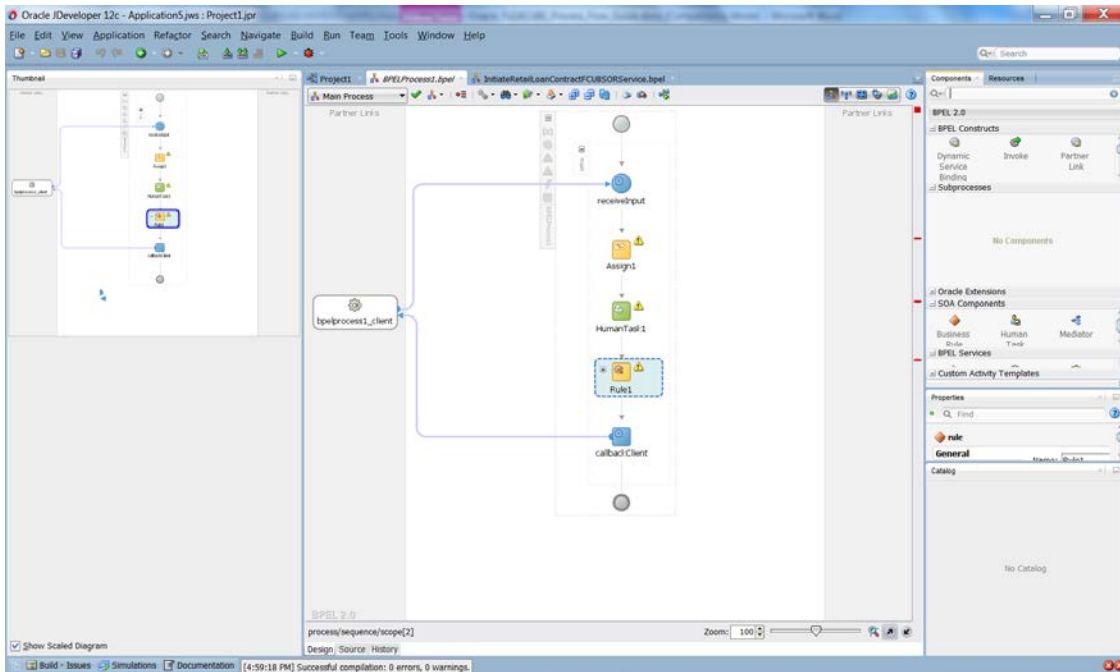 Oracle JDeveloper 12c - Application5.jws : Project1.jpr
File Edit View Application Refactor Search Navigate Build Run Team Tools Window Help
Search
Thumbnail
Project1
BPELProcess1.bpel
InitiateRetailLoanContractFCUBSORService.bpel
Components
Resources
Main Process
Partner Links
Partner Links
BPEL 2.0
BPEL Constructs
Dynamic Service Binding
Invoke
Partner Link
Subprocesses
No Components
Oracle Extensions
SOA Components
Business Rule
Human Task
Mediator
BPEL Services
Custom Activity Templates
receiveInput
Assign1
HumanTask1
Rule1
callbackClient
bpelprocess1_client
Properties
Find
rule
General
Name: Rule1
Catalog
No Catalog
BPEL 2.0
process/sequence/scope[2]
Zoom: 100
Show Scaled Diagram
Design Source History
Build - Issues
Simulations
Documentation
[4:59:18 PM] Successful compilation: 0 errors, 0 warnings.